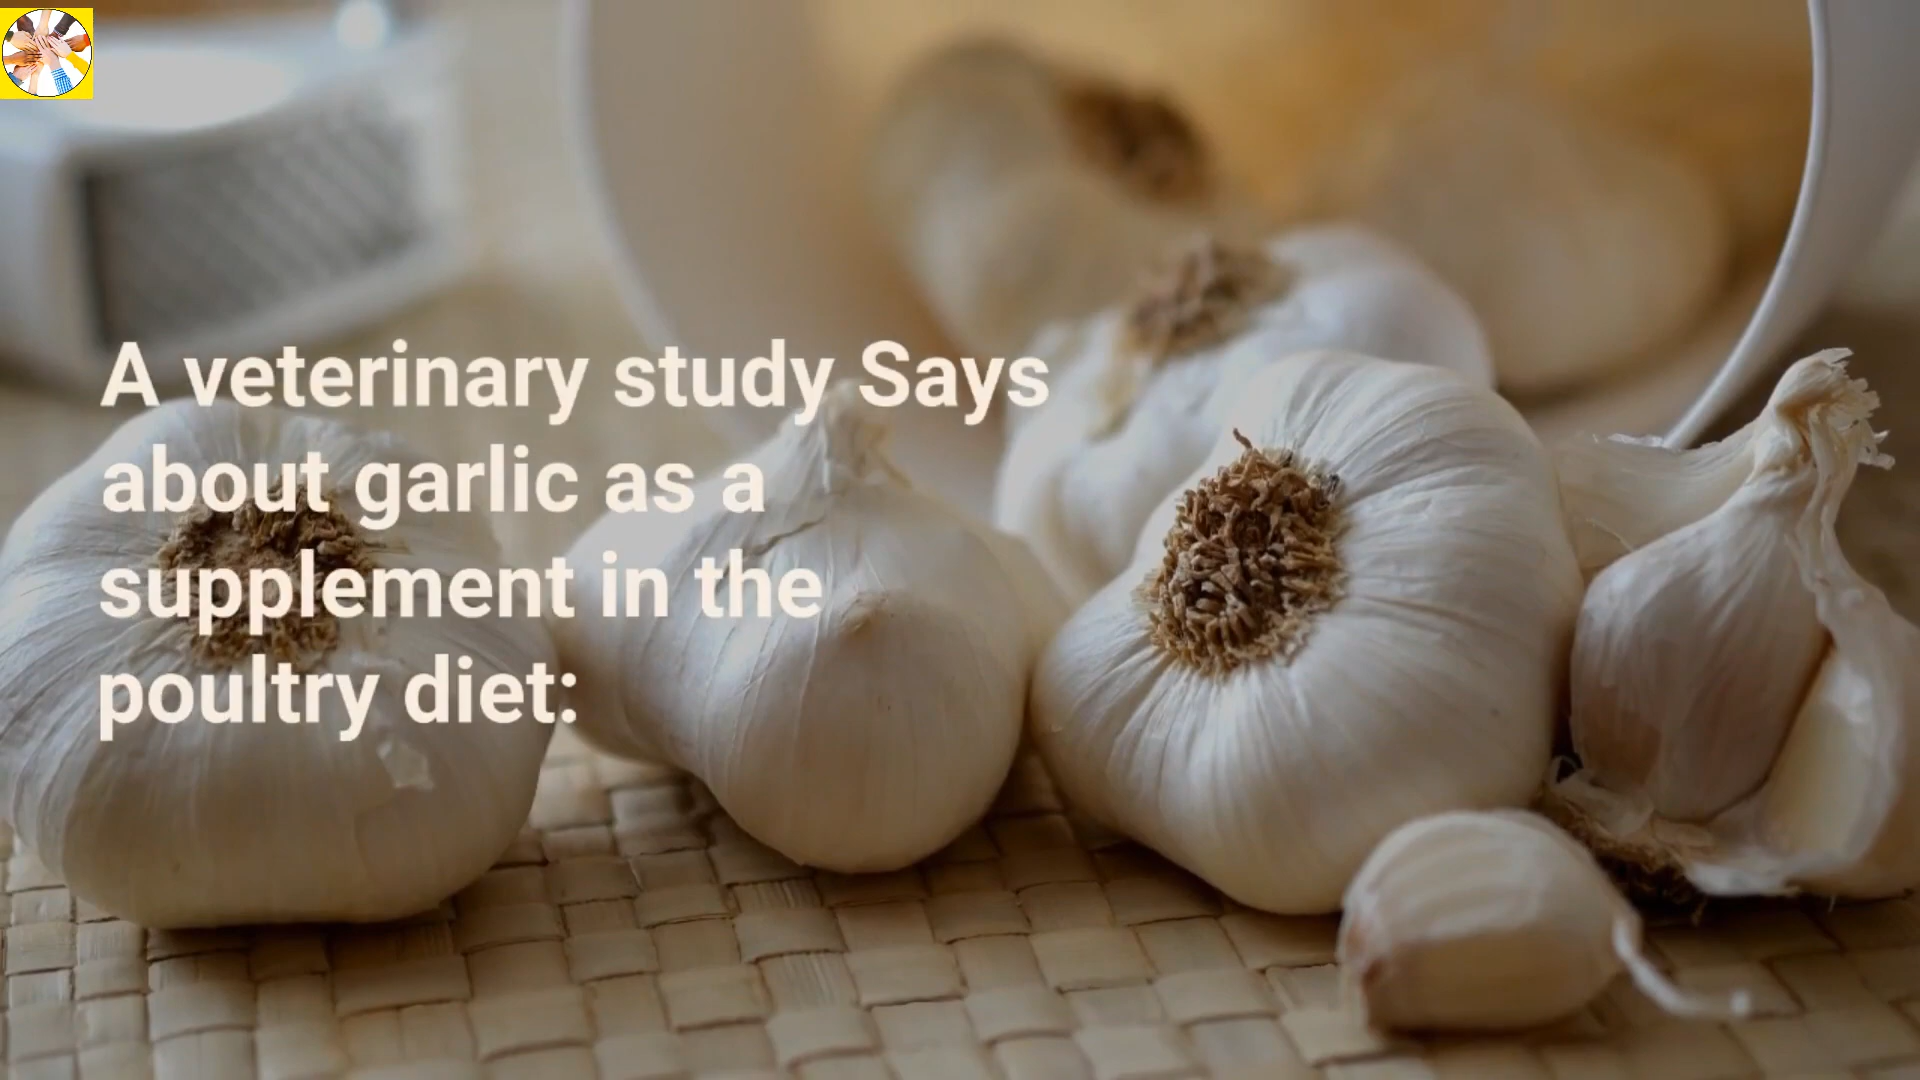 A veterinary study Says
about garlic as a
supplement in the
poultry diet: